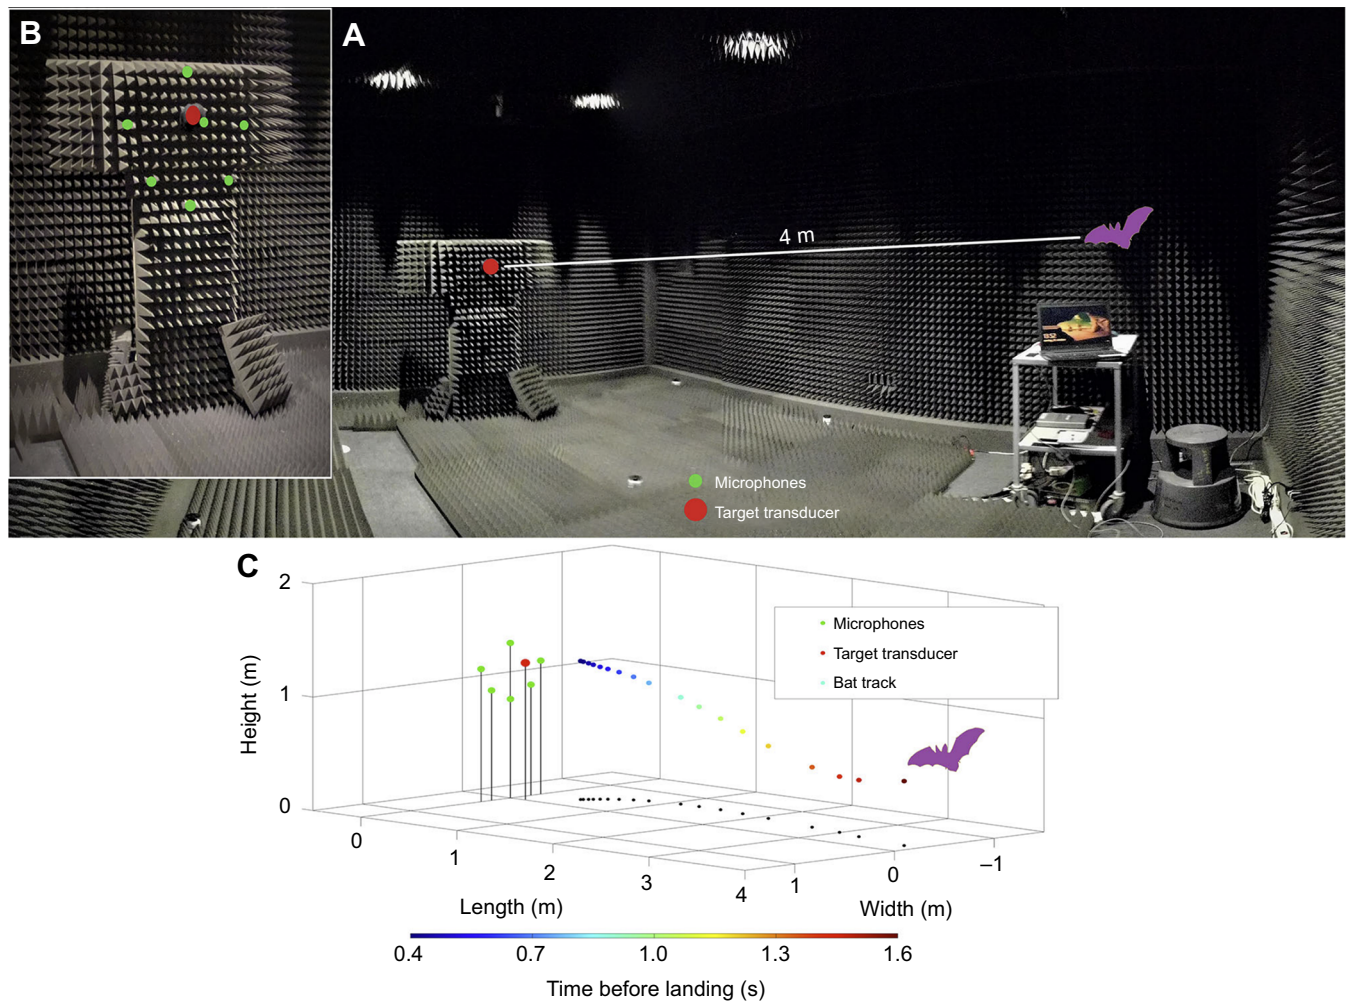 B
A
4 m
Microphones
Target transducer
C
2
1
0
Height (m)
Microphones
Target transducer
Bat track
0
1
2
3
4
1
0
–1
Length (m)
Width (m)
0.4
0.7
1.0
1.3
1.6
Time before landing (s)